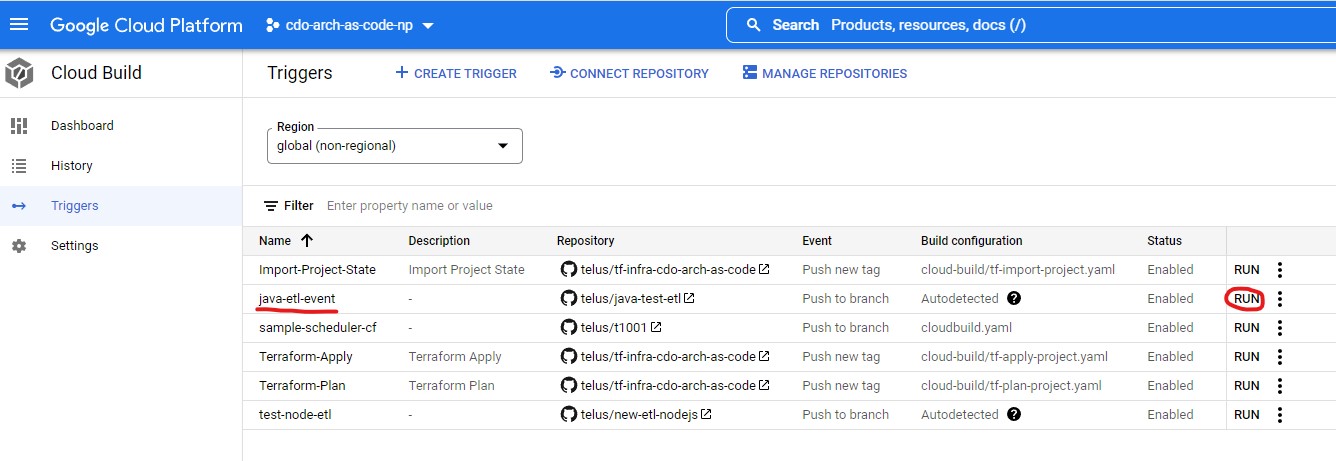 Google Cloud Platform cdo-arch-as-code-np Search Products, resources, docs (/)
Cloud Build Triggers CREATE TRIGGER CONNECT REPOSITORY MANAGE REPOSITORIES
Dashboard
History
Triggers
Settings
Region
global (non-regional)
Filter Enter property name or value
Name Description Repository Event Build configuration Status
Import-Project-State Import Project State telus/tf-infra-cdo-arch-as-code Push new tag cloud-build/tf-import-project.yaml Enabled RUN
java-etl-event - telus/java-test-etl Push to branch Autodetected ? Enabled RUN
sample-scheduler-cf - telus/t1001 Push to branch cloudbuild.yaml Enabled RUN
Terraform-Apply Terraform Apply telus/tf-infra-cdo-arch-as-code Push new tag cloud-build/tf-apply-project.yaml Enabled RUN
Terraform-Plan Terraform Plan telus/tf-infra-cdo-arch-as-code Push new tag cloud-build/tf-plan-project.yaml Enabled RUN
test-node-etl - telus/new-etl-nodejs Push to branch Autodetected ? Enabled RUN